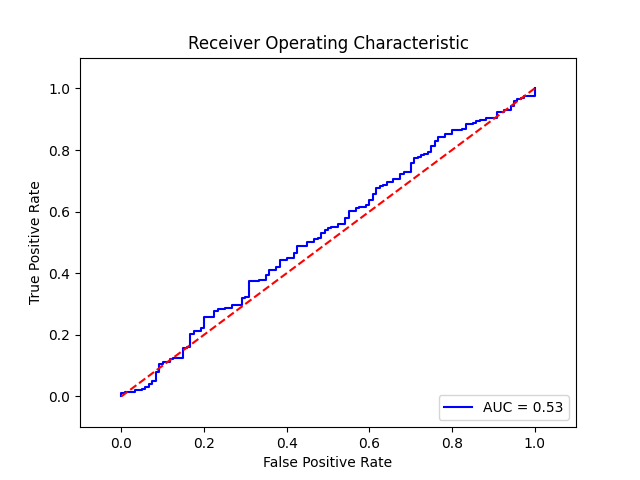 Receiver Operating Characteristic
1.0
0.8
0.6
0.4
0.2
0.0
True Positive Rate
AUC = 0.53
0.0 0.2 0.4 0.6 0.8 1.0
False Positive Rate